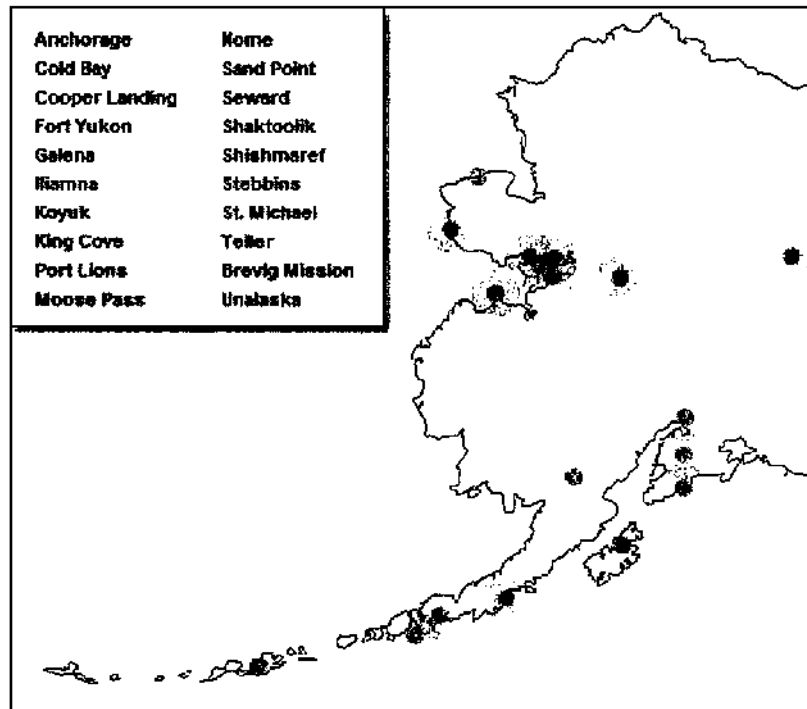 Anchorage Nome
Cold Bay Sand Point
Cooper Landing Seward
Fort Yukon Shaktoolik
Galena Shishmaref
Iliamna Stebbins
Koyuk St. Michael
King Cove Teller
Port Lions Brevig Mission
Moose Pass Unalaska